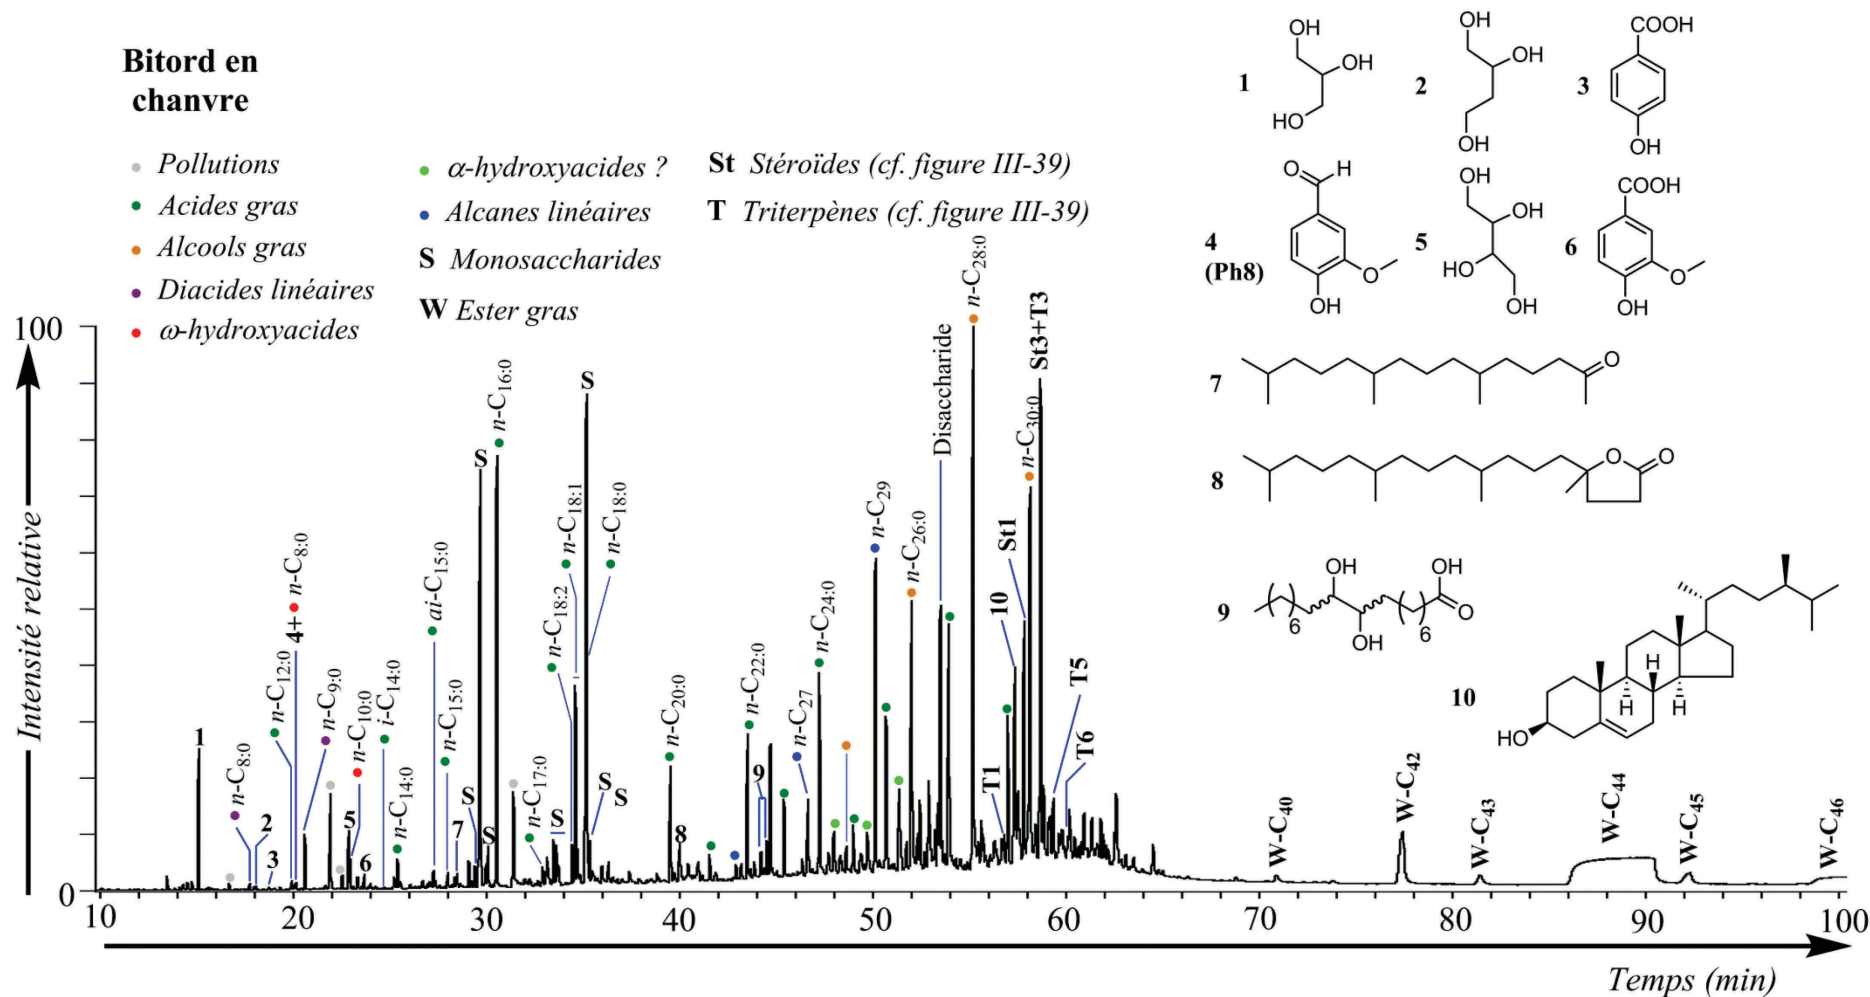 Bitord en
chanvre
Pollutions
Acides gras
Alcools gras
Diacides linéaires
ω-hydroxyacides
α-hydroxyacides ?
Alcanes linéaires
S Monosaccharides
W Ester gras
St Stéroïdes (cf. figure III-39)
T Triterpènes (cf. figure III-39)
Intensité relative
100
0
1
n-C8:0
2
3
n-C12:0
4+
n-C8:0
n-C9:0
5
n-C10:0
6
i-C14:0
n-C14:0
ai-C15:0
n-C15:0
7
S
S
S
n-C16:0
n-C17:0
S
n-C18:2
n-C18:1
S
n-C18:0
S
S
n-C20:0
8
n-C22:0
9
n-C27
n-C24:0
n-C29
n-C26:0
Disaccharide
n-C28:0
T1
10
St1
n-C30:0
St3+T3
T5
T6
W-C40
W-C42
W-C43
W-C44
W-C45
W-C46
10
20
30
40
50
60
70
80
90
100
Temps (min)
1
OH
OH
HO
2
OH
OH
OH
3
COOH
OH
4
(Ph8)
O
H
O
OH
5
OH
OH
HO
OH
6
COOH
O
OH
7
O
8
O
O
9
OH
OH
6
6
O
OH
10
H
H
H
HO